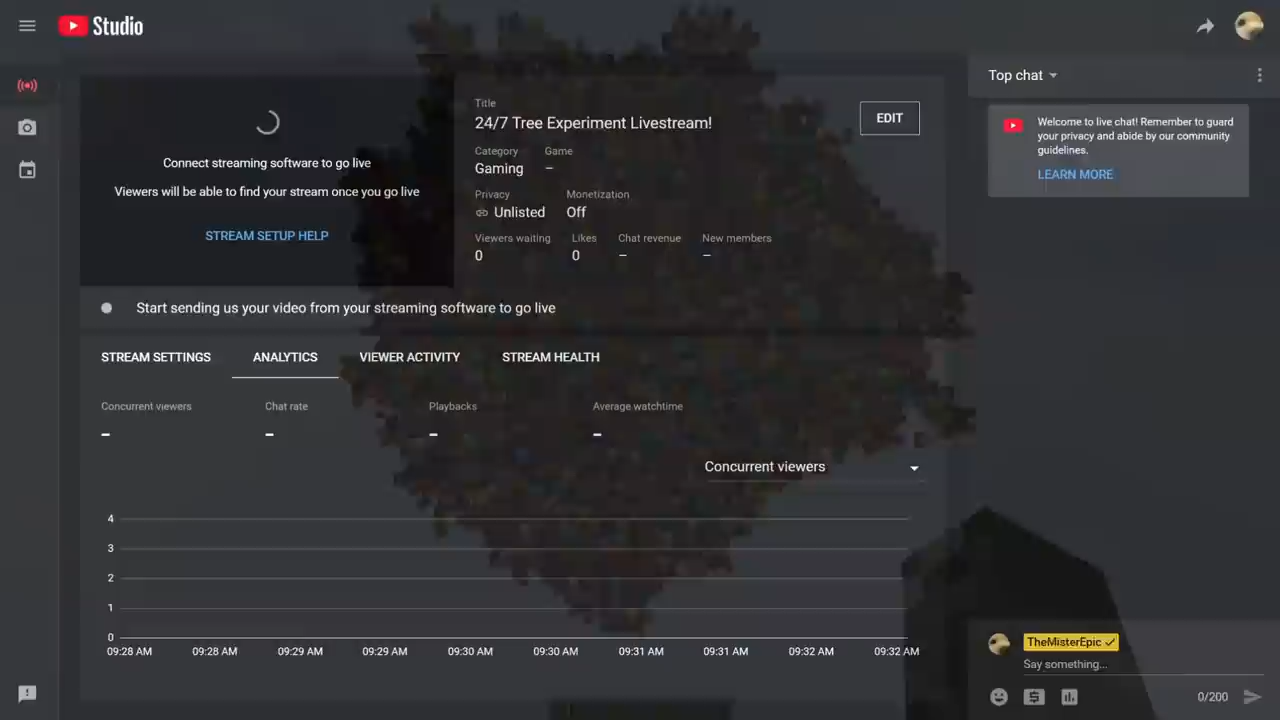 Studio
Top chat
Title
24/7 Tree Experiment Livestream!
EDIT
Category
Game
Gaming
–
Privacy
Monetization
Unlisted
Off
Viewers waiting
Likes
Chat revenue
New members
0
0
–
–
Connect streaming software to go live
Viewers will be able to find your stream once you go live
STREAM SETUP HELP
Welcome to live chat! Remember to guard
your privacy and abide by our community
guidelines.
LEARN MORE
Start sending us your video from your streaming software to go live
STREAM SETTINGS
ANALYTICS
VIEWER ACTIVITY
STREAM HEALTH
Concurrent viewers
Chat rate
Playbacks
Average watchtime
–
–
–
–
Concurrent viewers
4
3
2
1
0
09:28 AM
09:28 AM
09:29 AM
09:29 AM
09:30 AM
09:30 AM
09:31 AM
09:31 AM
09:32 AM
09:32 AM
TheMisterEpic
Say something...
0/200